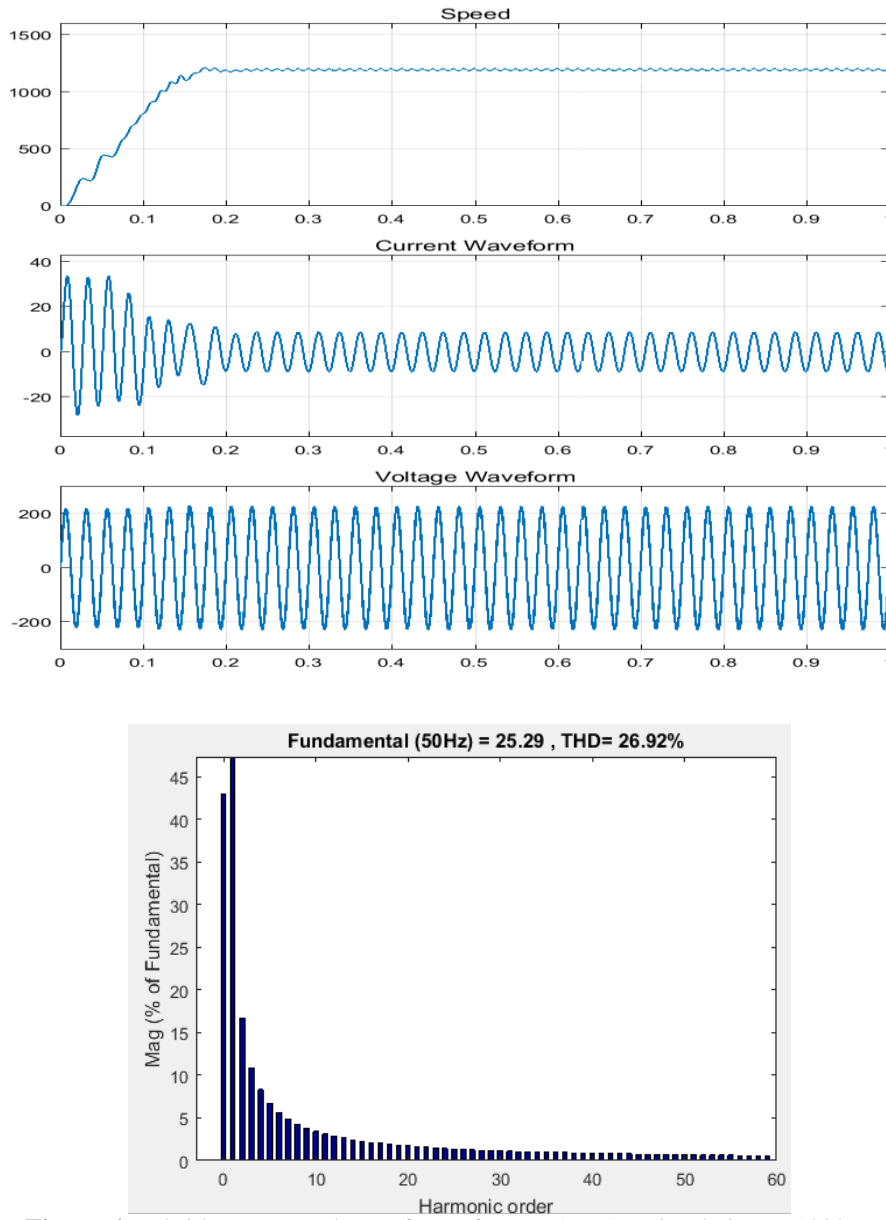 Speed
1500
1000
500
0
0 0.1 0.2 0.3 0.4 0.5 0.6 0.7 0.8 0.9
Current Waveform
40
20
0
-20
0 0.1 0.2 0.3 0.4 0.5 0.6 0.7 0.8 0.9
Voltage Waveform
200
0
-200
0 0.1 0.2 0.3 0.4 0.5 0.6 0.7 0.8 0.9
Fundamental (50Hz) = 25.29 , THD= 26.92%
Mag (% of Fundamental)
45
40
35
30
25
20
15
10
5
0
0 10 20 30 40 50 60
Harmonic order